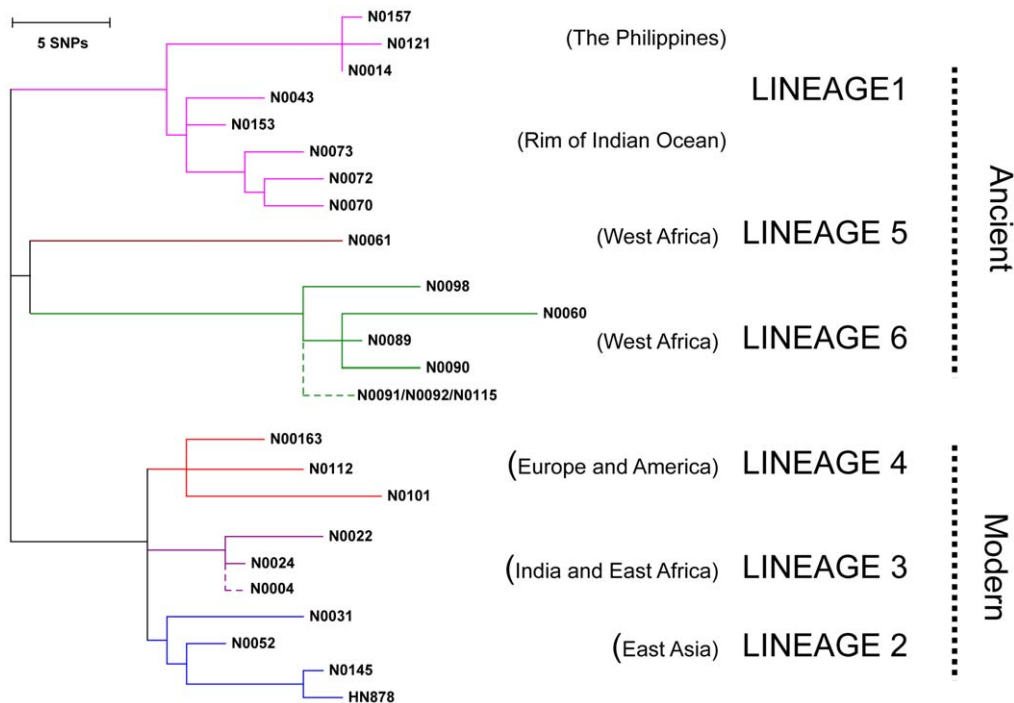 5 SNPs
N0157
N0121
N0014
(The Philippines)
LINEAGE1
N0043
N0153
(Rim of Indian Ocean)
N0073
N0072
N0070
N0061
(West Africa) LINEAGE 5
Ancient
N0098
N0060
N0089
(West Africa) LINEAGE 6
N0090
N0091/N0092/N0115
N00163
N0112
(Europe and America) LINEAGE 4
N0101
N0022
N0024
(India and East Africa) LINEAGE 3
N0004
Modern
N0031
N0052
(East Asia) LINEAGE 2
N0145
HN878